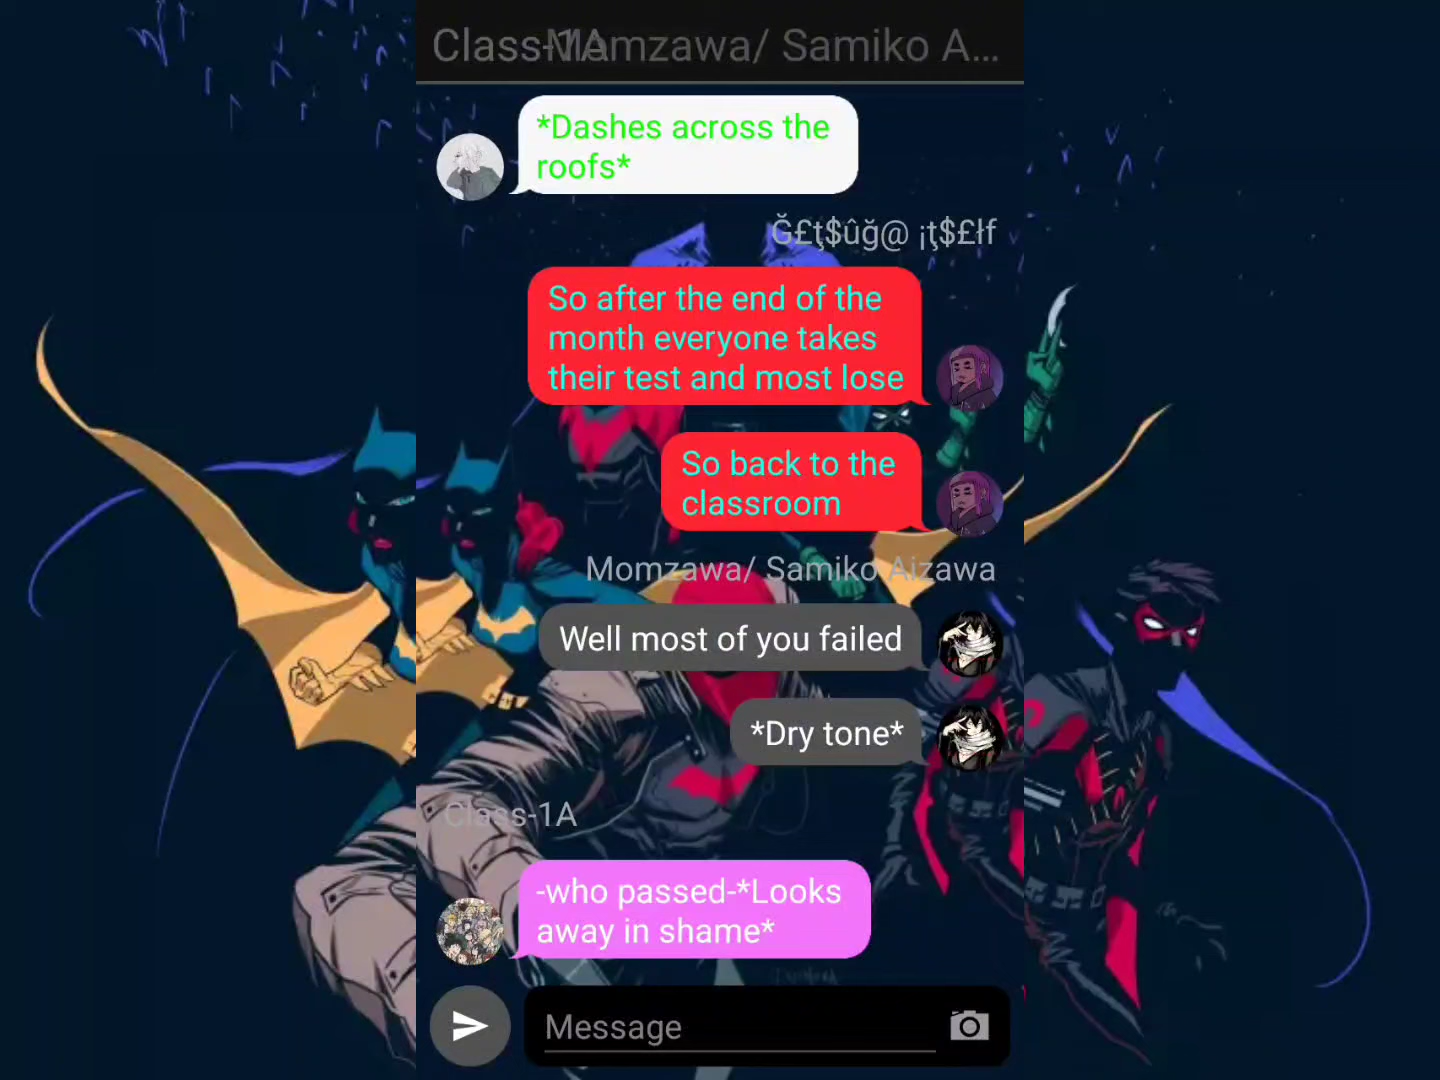 Class-1A
Momzawa/ Samiko A...
*Dashes across the
roofs*
Ğ£ţ$ûğ@ ¡ţ$£łf
So after the end of the
month everyone takes
their test and most lose
So back to the
classroom
Momzawa/ Samiko Aizawa
Well most of you failed
*Dry tone*
Class-1A
-who passed-*Looks
away in shame*
Message